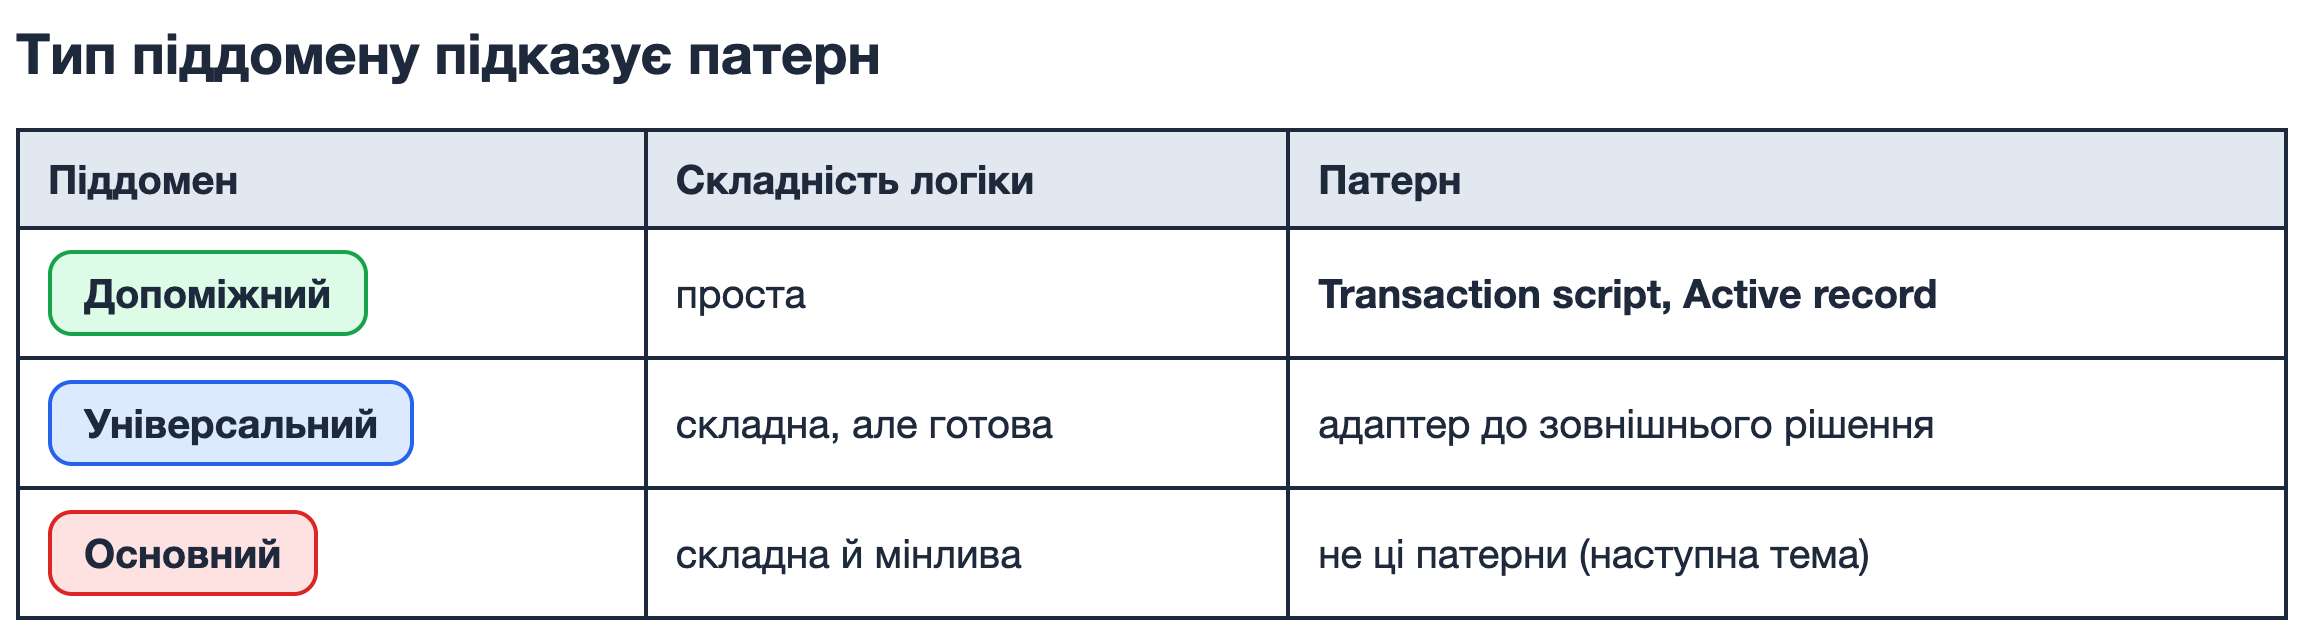 Тип піддомену підказує патерн
Піддомен Складність логіки Патерн
Допоміжний проста Transaction script, Active record
Універсальний складна, але готова адаптер до зовнішнього рішення
Основний складна й мінлива не ці патерни (наступна тема)